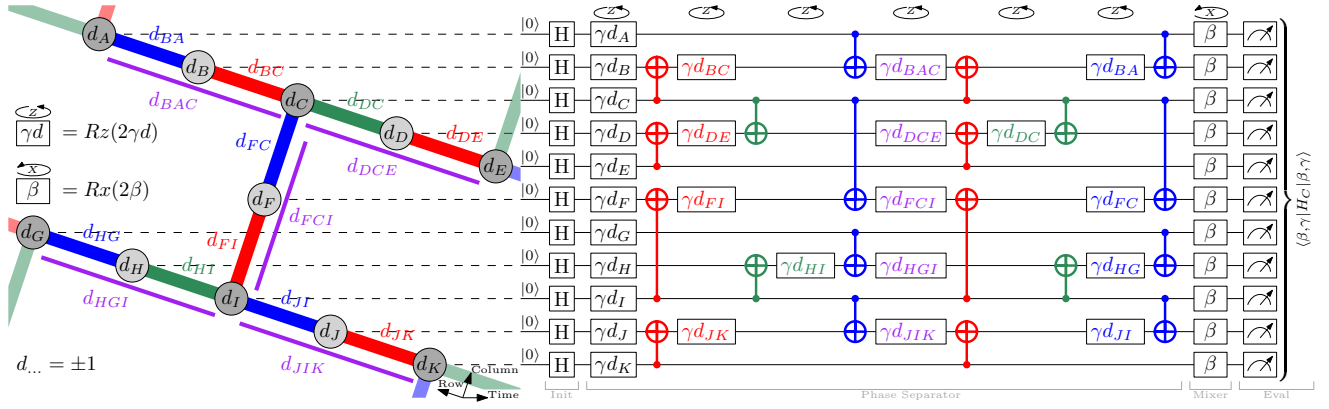 |0⟩ H γd_A β
|0⟩ H γd_B γd_BC γd_BAC γd_BA β
|0⟩ H γd_C β
|0⟩ H γd_D γd_DE γd_DCE γd_DC β
|0⟩ H γd_E β
|0⟩ H γd_F γd_FI γd_FCI γd_FC β
|0⟩ H γd_G β
|0⟩ H γd_H γd_HI γd_HGI γd_HG β
|0⟩ H γd_I β
|0⟩ H γd_J γd_JK γd_JIK γd_JI β
|0⟩ H γd_K β
Z Z Z Z Z Z X
d_A
d_BA
d_B
d_BC
d_BAC
d_C
d_DC
d_D
d_DE
d_DCE
d_E
Z
γd = Rz(2γd)
X
β = Rx(2β)
d_FC
d_F
d_FCI
d_FI
d_G
d_HG
d_H
d_HI
d_HGI
d_I
d_JI
d_J
d_JK
d_JIK
d_K
d_... = ±1
Column
Row
Time
Init Phase Separator Mixer Eval
⟨β,γ|H_C|β,γ⟩